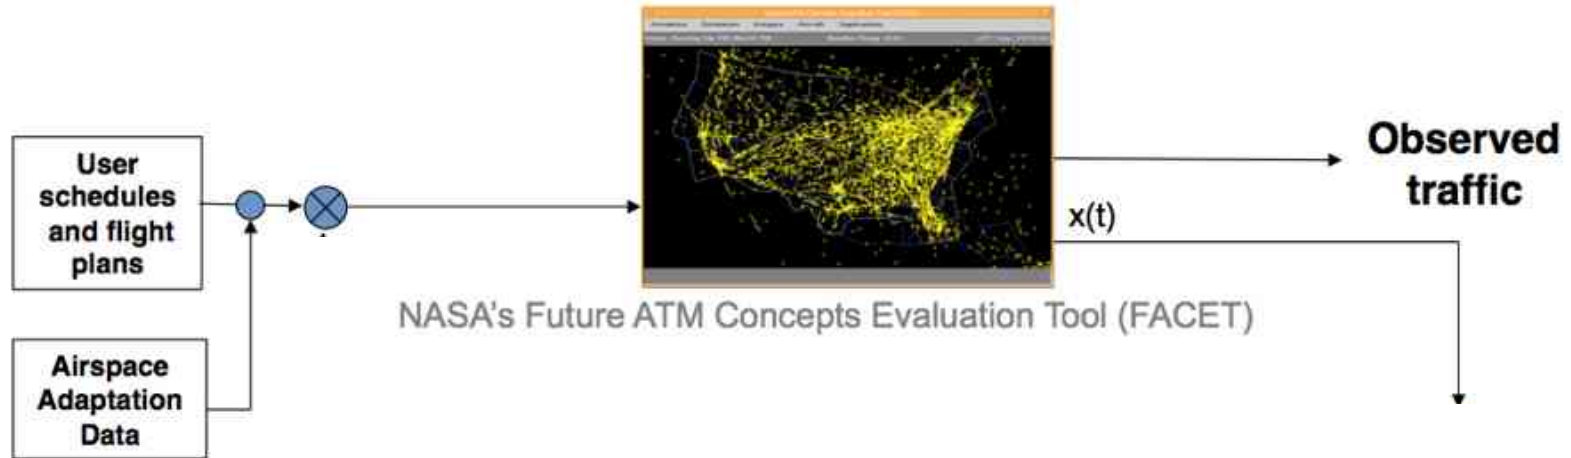 User
schedules
and flight
plans
Airspace
Adaptation
Data
Observed
traffic
x(t)
NASA's Future ATM Concepts Evaluation Tool (FACET)